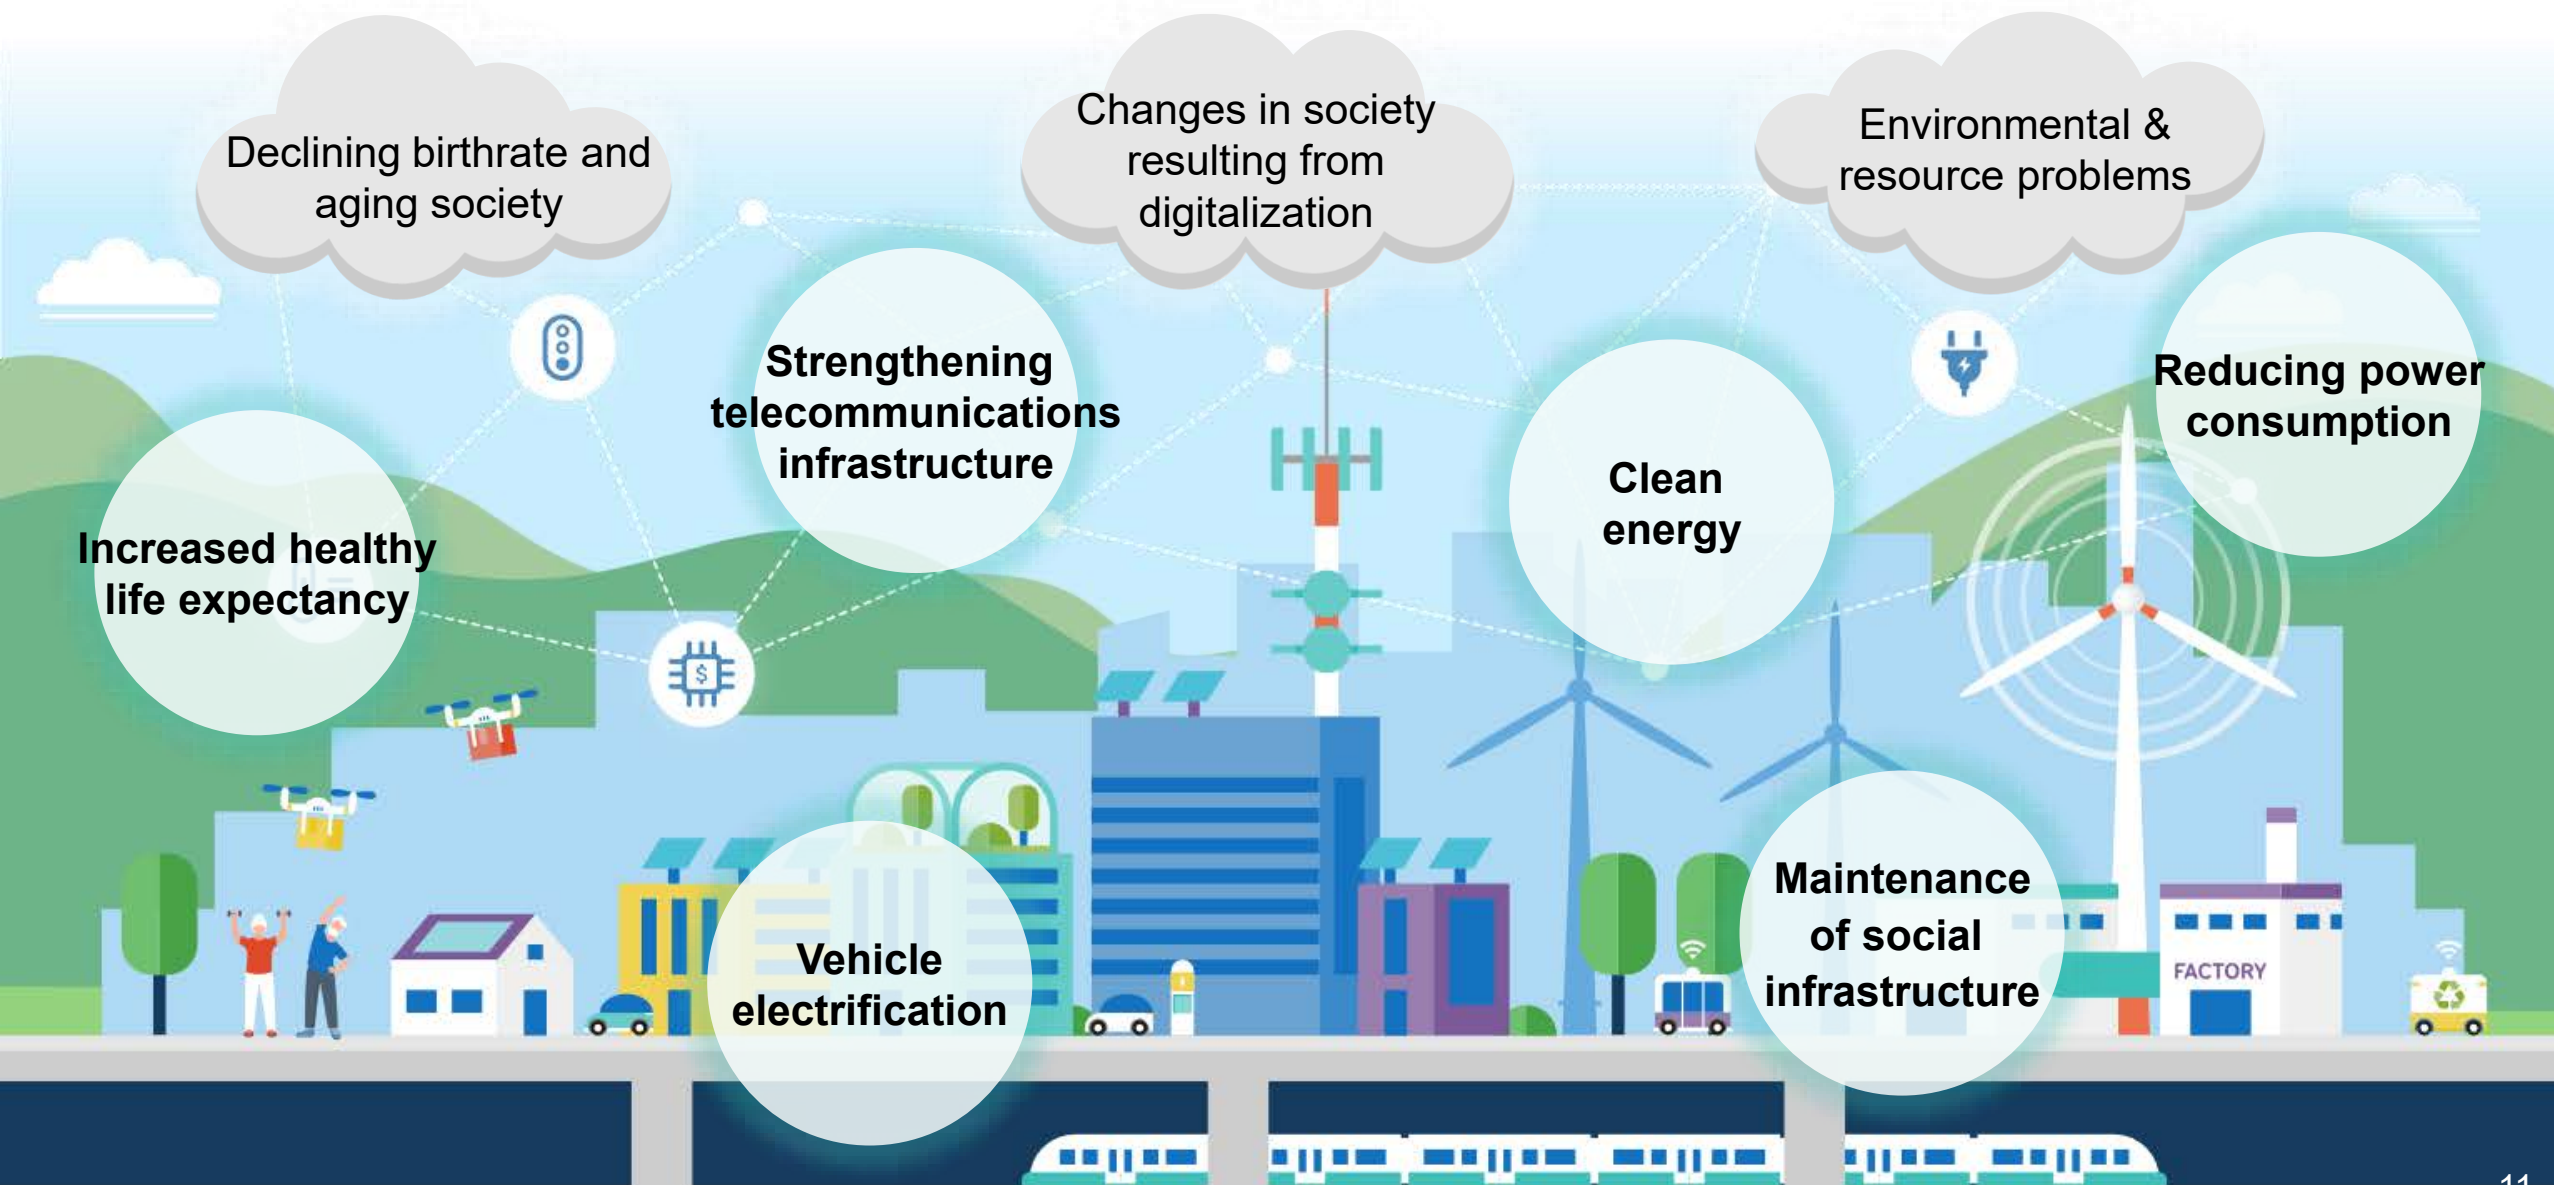 Declining birthrate and
aging society
Changes in society
resulting from
digitalization
Environmental &
resource problems
Strengthening
telecommunications
infrastructure
Reducing power
consumption
Clean
energy
Increased healthy
life expectancy
$
Vehicle
electrification
Maintenance
of social
infrastructure
FACTORY
11